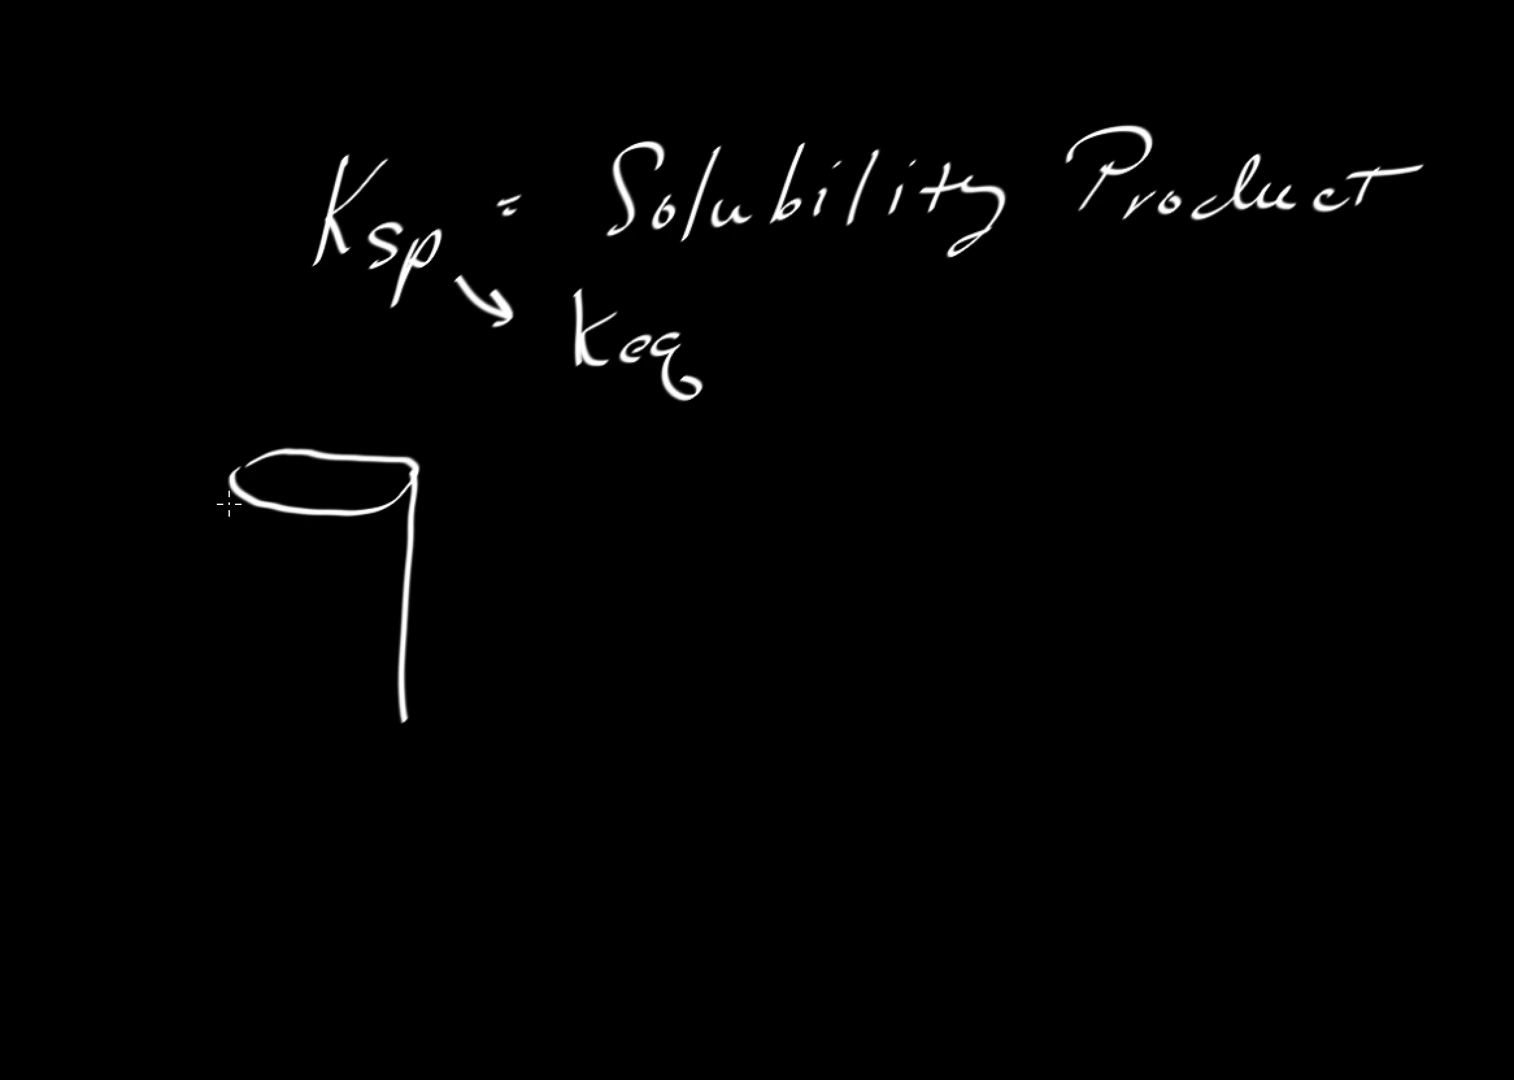 Ksp = Solubility Product
Keq